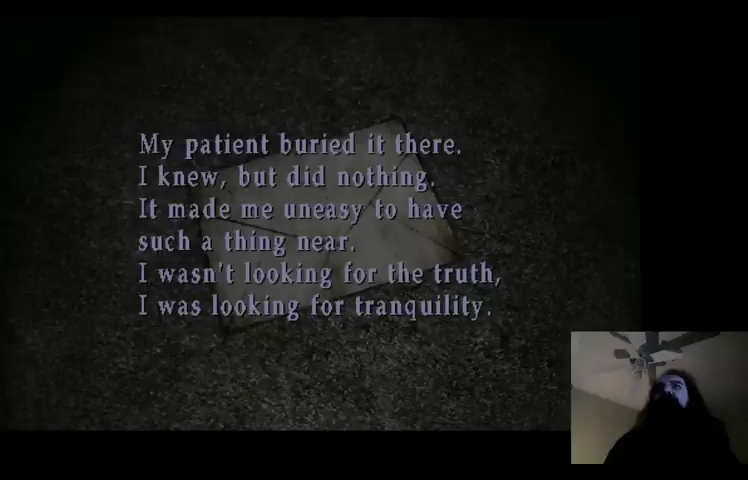 My patient buried it there.
I knew, but did nothing.
It made me uneasy to have
such a thing near.
I wasn't looking for the truth,
I was looking for tranquility.